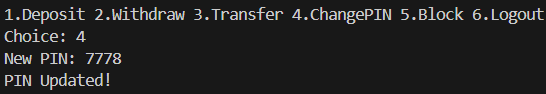 1.Deposit 2.Withdraw 3.Transfer 4.ChangePIN 5.Block 6.Logout
Choice: 4
New PIN: 7778
PIN Updated!